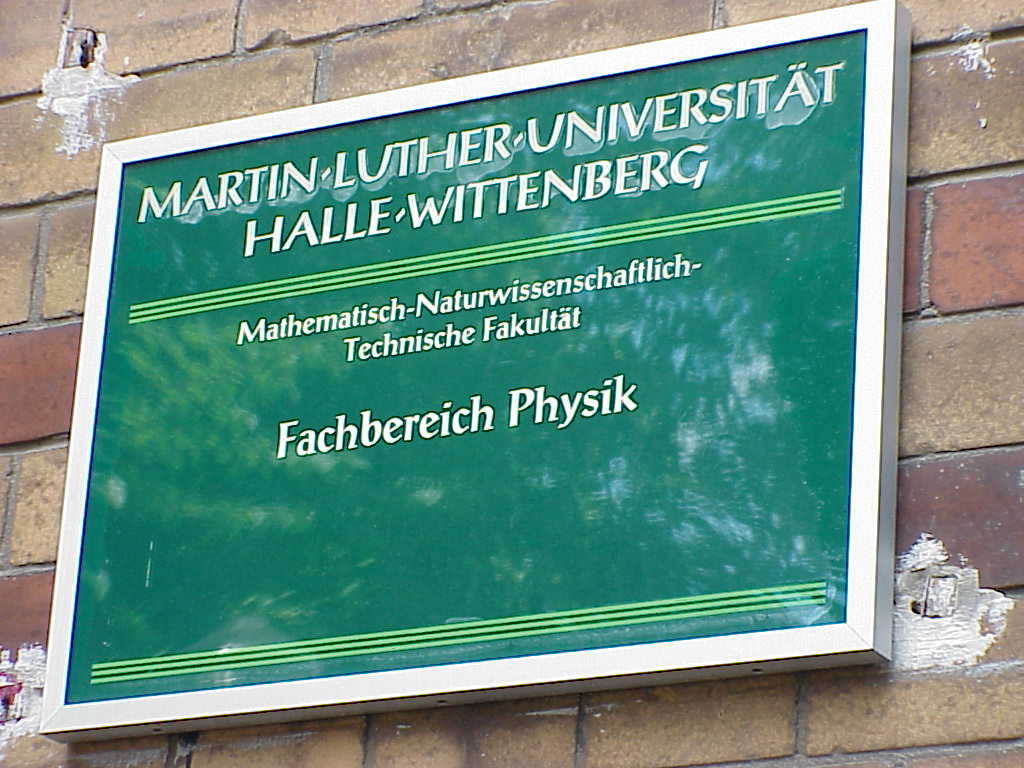 MARTIN-LUTHER-UNIVERSITÄT
HALLE-WITTENBERG
Mathematisch-Naturwissenschaftlich-
Technische Fakultät
Fachbereich Physik